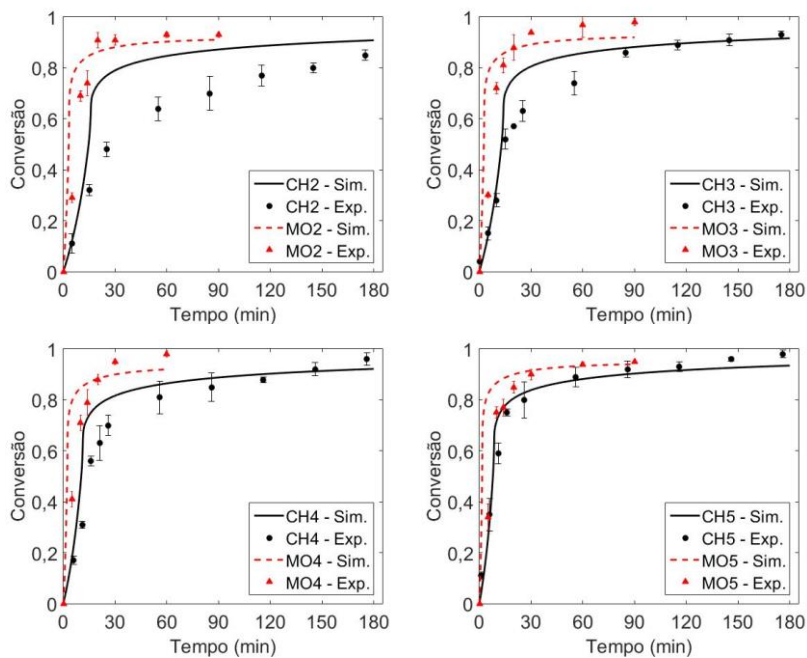 1
0,8
0,6
0,4
0,2
0
Conversão
0 30 60 90 120 150 180
Tempo (min)
CH2 - Sim.
CH2 - Exp.
MO2 - Sim.
MO2 - Exp.
1
0,8
0,6
0,4
0,2
0
Conversão
0 30 60 90 120 150 180
Tempo (min)
CH3 - Sim.
CH3 - Exp.
MO3 - Sim.
MO3 - Exp.
1
0,8
0,6
0,4
0,2
0
Conversão
0 30 60 90 120 150 180
Tempo (min)
CH4 - Sim.
CH4 - Exp.
MO4 - Sim.
MO4 - Exp.
1
0,8
0,6
0,4
0,2
0
Conversão
0 30 60 90 120 150 180
Tempo (min)
CH5 - Sim.
CH5 - Exp.
MO5 - Sim.
MO5 - Exp.